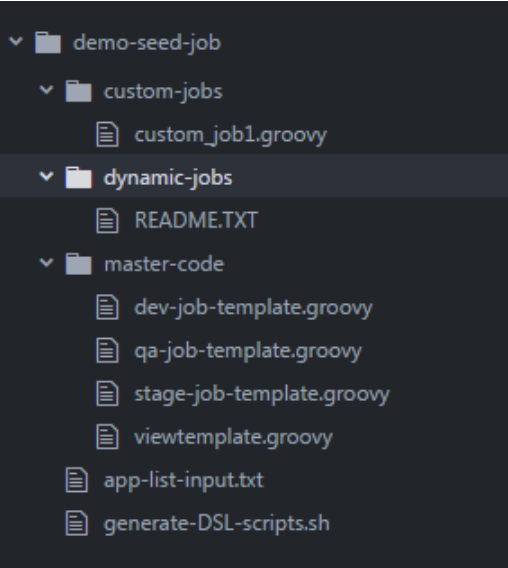 demo-seed-job
custom-jobs
custom_job1.groovy
dynamic-jobs
README.TXT
master-code
dev-job-template.groovy
qa-job-template.groovy
stage-job-template.groovy
viewtemplate.groovy
app-list-input.txt
generate-DSL-scripts.sh